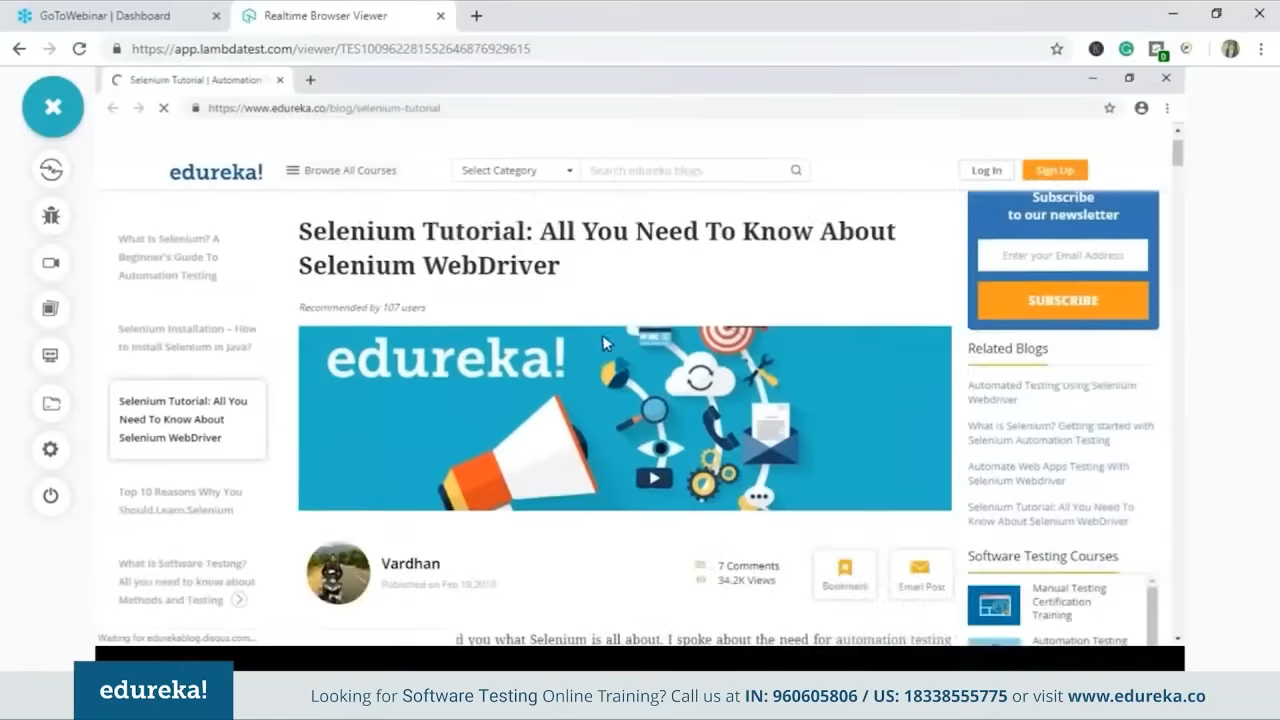 GoToWebinar | Dashboard
Realtime Browser Viewer
https://app.lambdatest.com/viewer/TES100962281552646876929615
Selenium Tutorial | Automation
https://www.edureka.co/blog/selenium-tutorial
edureka!
Browse All Courses
Select Category
Search edureka blogs
Log In
Sign Up
What Is Selenium? A
Beginner's Guide To
Automation Testing
Selenium Installation – How
to Install Selenium in Java?
Selenium Tutorial: All You
Need To Know About
Selenium WebDriver
Top 10 Reasons Why You
Should Learn Selenium
What is Software Testing?
All you need to know about
Methods and Testing
Selenium Tutorial: All You Need To Know About
Selenium WebDriver
Recommended by 107 users
edureka!
Vardhan
Published on Feb 19,2019
7 Comments
34.2K Views
Bookmark
Email Post
d you what Selenium is all about. I spoke about the need for automation testing
Subscribe
to our newsletter
Enter your Email Address
SUBSCRIBE
Related Blogs
Automated Testing Using Selenium
Webdriver
What is Selenium? Getting started with
Selenium Automation Testing
Automate Web Apps Testing With
Selenium Webdriver
Selenium Tutorial: All You Need To
Know About Selenium WebDriver
Software Testing Courses
Manual Testing
Certification
Training
Automation Testing
Waiting for edurekablog.disqus.com...
edureka!
Looking for Software Testing Online Training? Call us at IN: 960605806 / US: 18338555775 or visit www.edureka.co